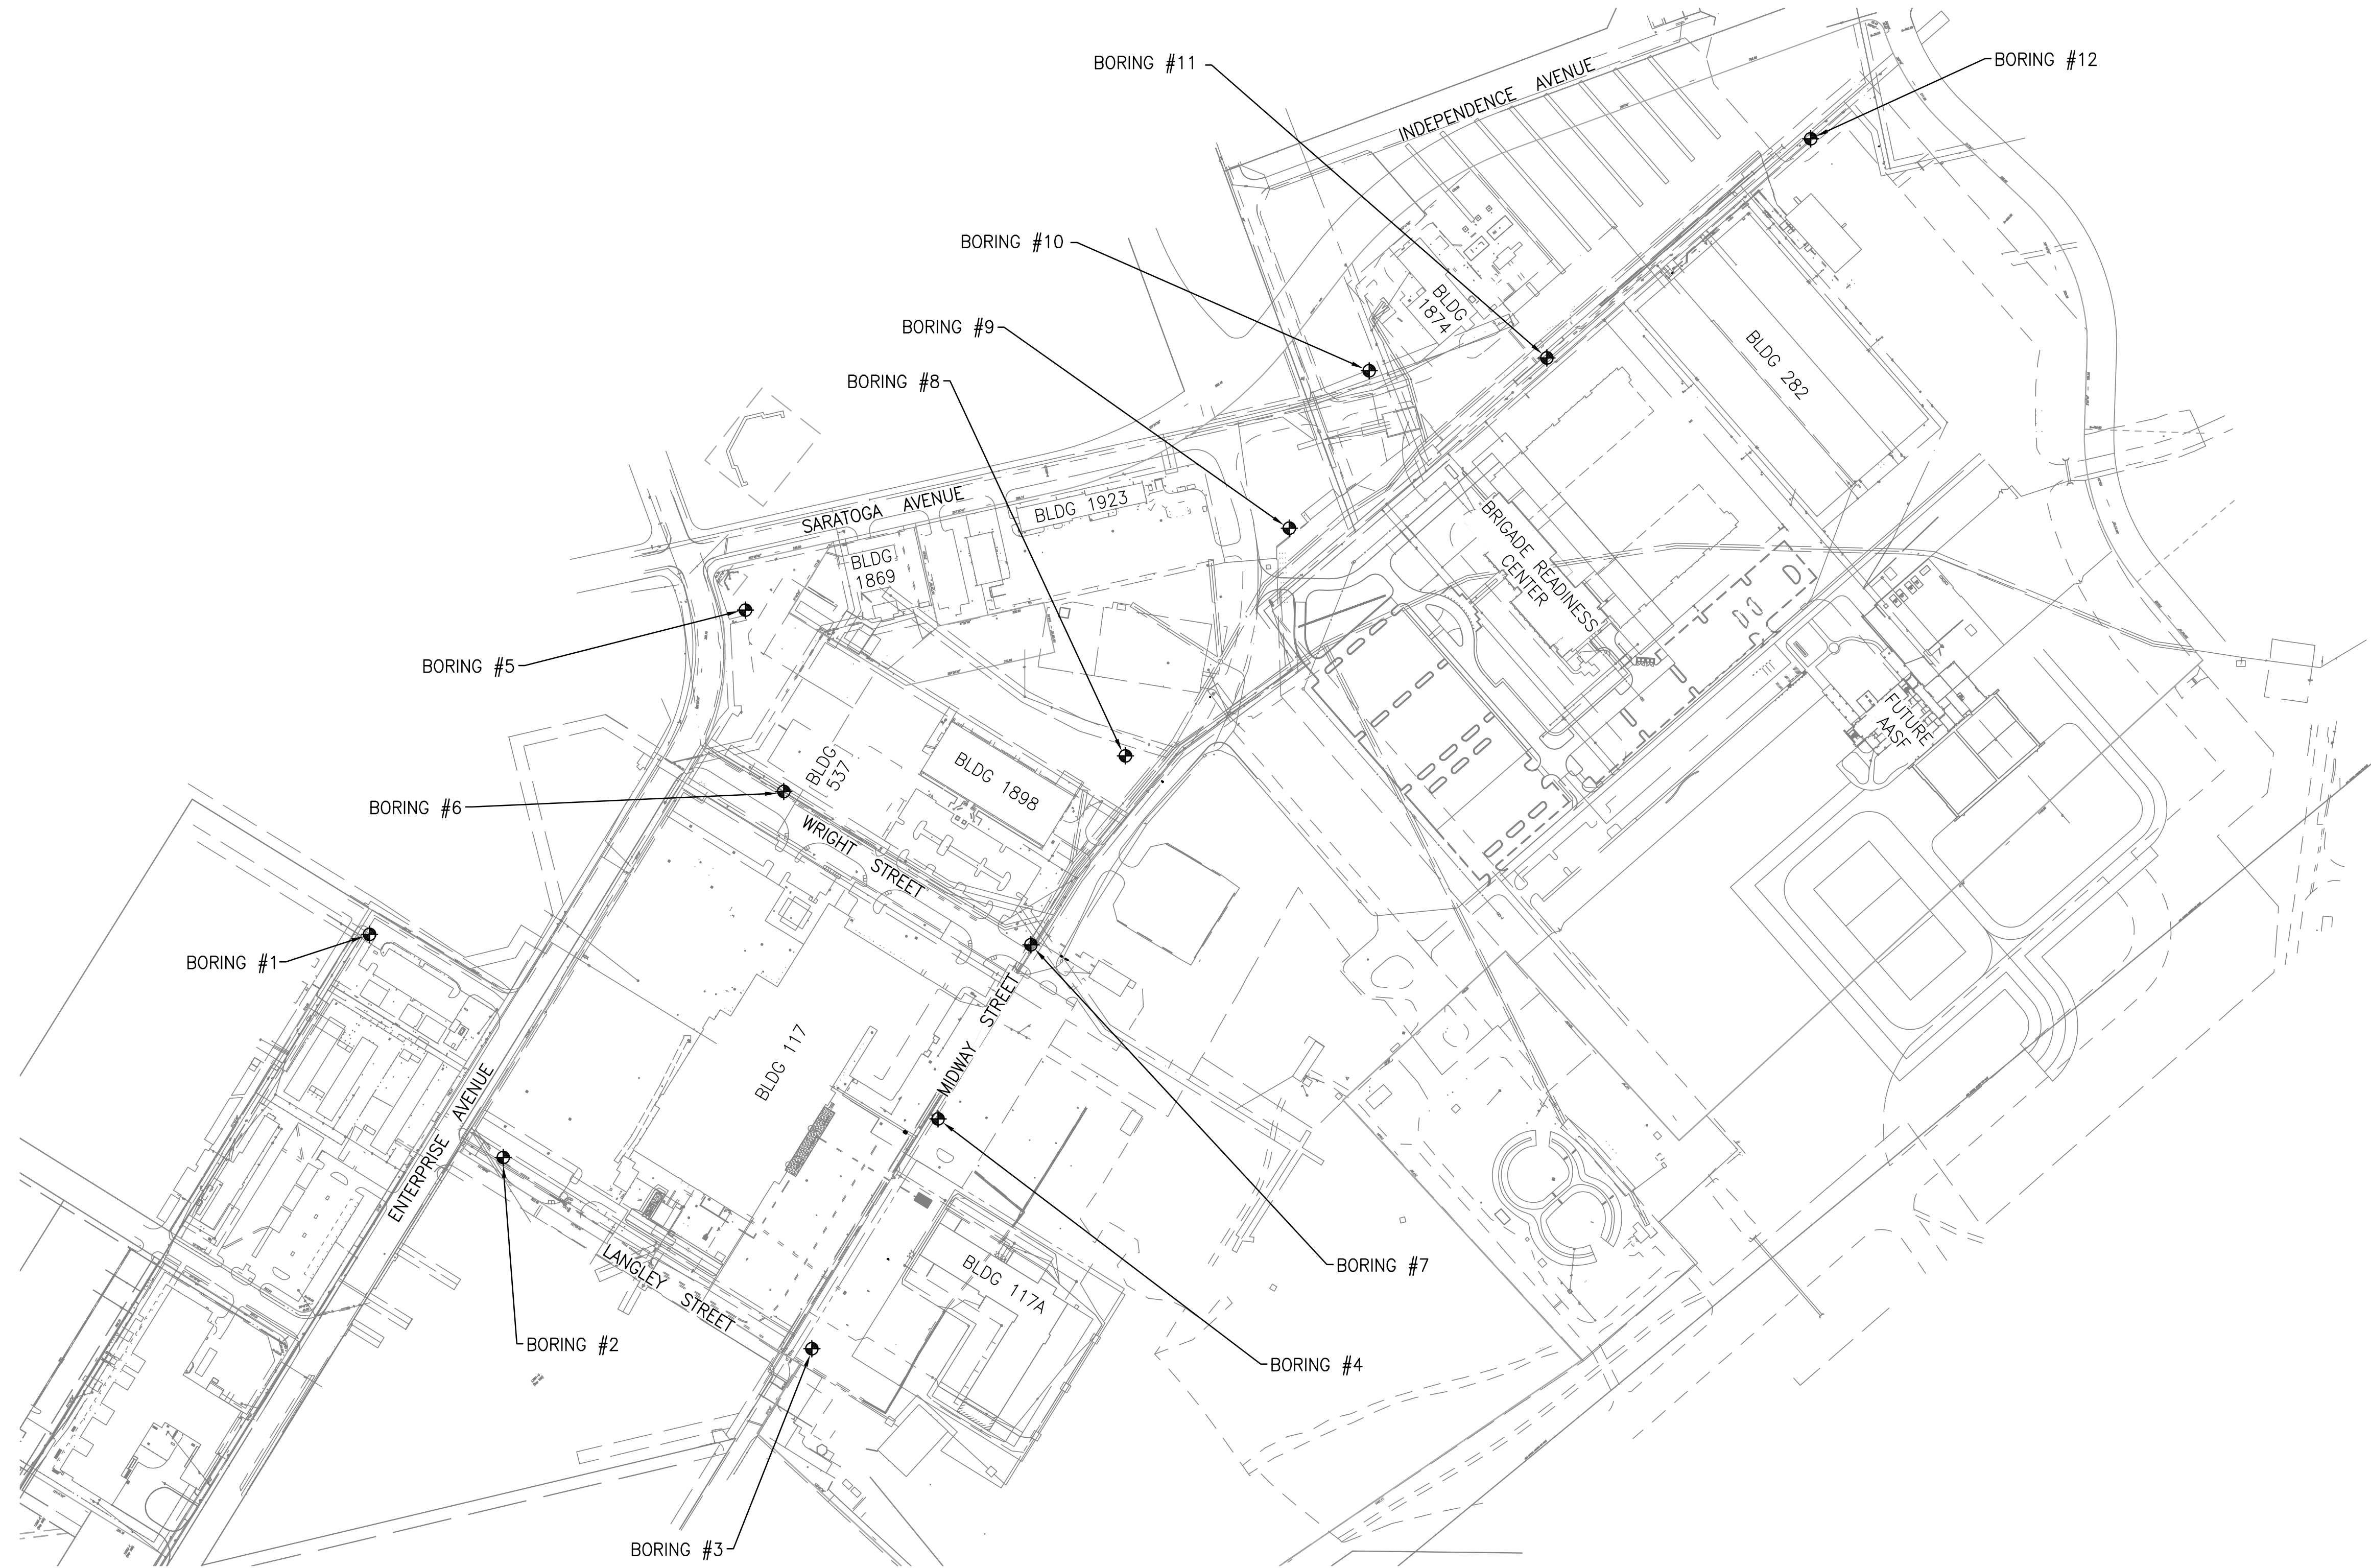 BORING #11
BORING #12
INDEPENDENCE AVENUE
BORING #10
BORING #9
BLDG
1874
BORING #8
BLDG 282
SARATOGA AVENUE
BLDG 1923
BRIGADE READINESS
CENTER
BLDG
1869
BORING #5
FUTURE
AASF
BLDG
537
BLDG 1898
BORING #6
WRIGHT STREET
BORING #1
MIDWAY STREET
BLDG 117
ENTERPRISE AVENUE
LANGLEY STREET
BLDG 117A
BORING #7
BORING #2
BORING #4
BORING #3